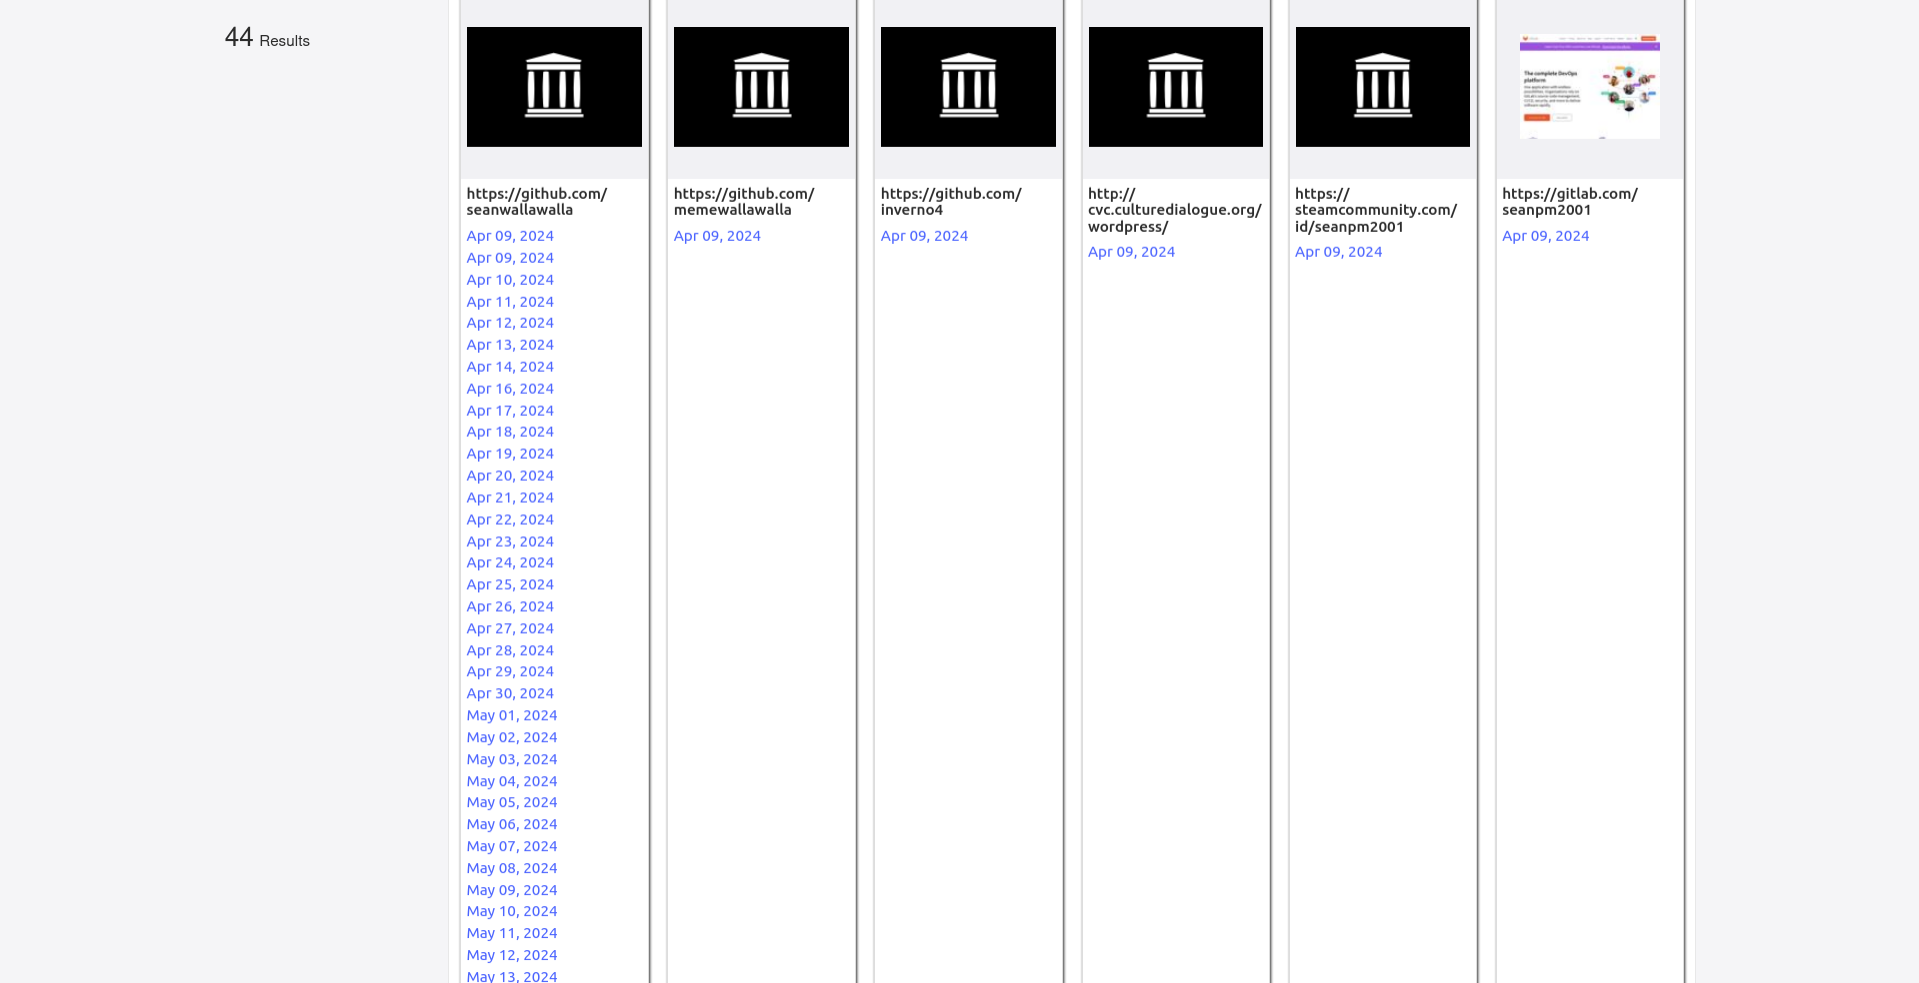 44 Results
https://github.com/
seanwallawalla
Apr 09, 2024
Apr 09, 2024
Apr 10, 2024
Apr 11, 2024
Apr 12, 2024
Apr 13, 2024
Apr 14, 2024
Apr 16, 2024
Apr 17, 2024
Apr 18, 2024
Apr 19, 2024
Apr 20, 2024
Apr 21, 2024
Apr 22, 2024
Apr 23, 2024
Apr 24, 2024
Apr 25, 2024
Apr 26, 2024
Apr 27, 2024
Apr 28, 2024
Apr 29, 2024
Apr 30, 2024
May 01, 2024
May 02, 2024
May 03, 2024
May 04, 2024
May 05, 2024
May 06, 2024
May 07, 2024
May 08, 2024
May 09, 2024
May 10, 2024
May 11, 2024
May 12, 2024
May 13, 2024
https://github.com/
memewallawalla
Apr 09, 2024
https://github.com/
inverno4
Apr 09, 2024
http://
cvc.culturedialogue.org/
wordpress/
Apr 09, 2024
https://
steamcommunity.com/
id/seanpm2001
Apr 09, 2024
The complete DevOps
platform
https://gitlab.com/
seanpm2001
Apr 09, 2024